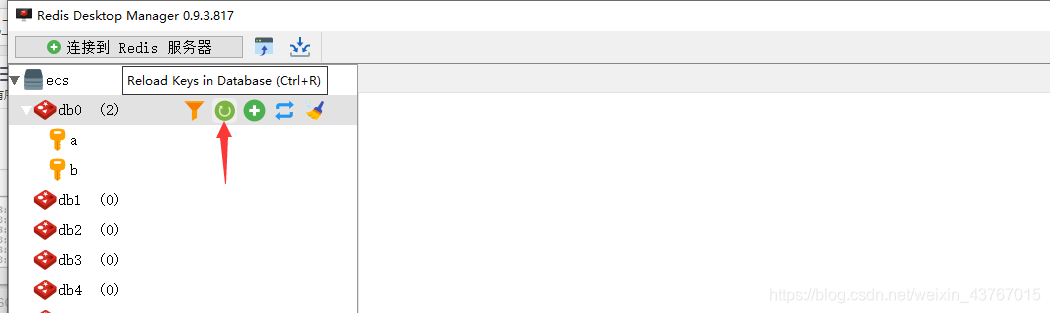 Redis Desktop Manager 0.9.3.817
连接到 Redis 服务器
ecs
Reload Keys in Database (Ctrl+R)
db0 (2)
a
b
db1 (0)
db2 (0)
db3 (0)
db4 (0)
https://blog.csdn.net/weixin_43767015